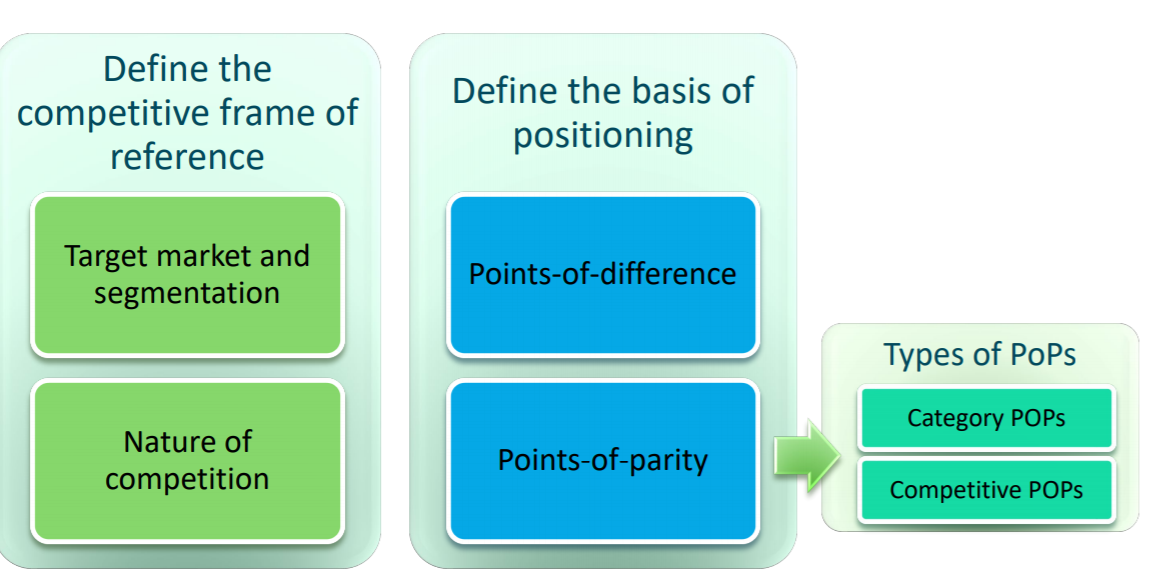 Define the
competitive frame of
reference
Target market and
segmentation
Nature of
competition
Define the basis of
positioning
Points-of-difference
Points-of-parity
Types of PoPs
Category POPs
Competitive POPs